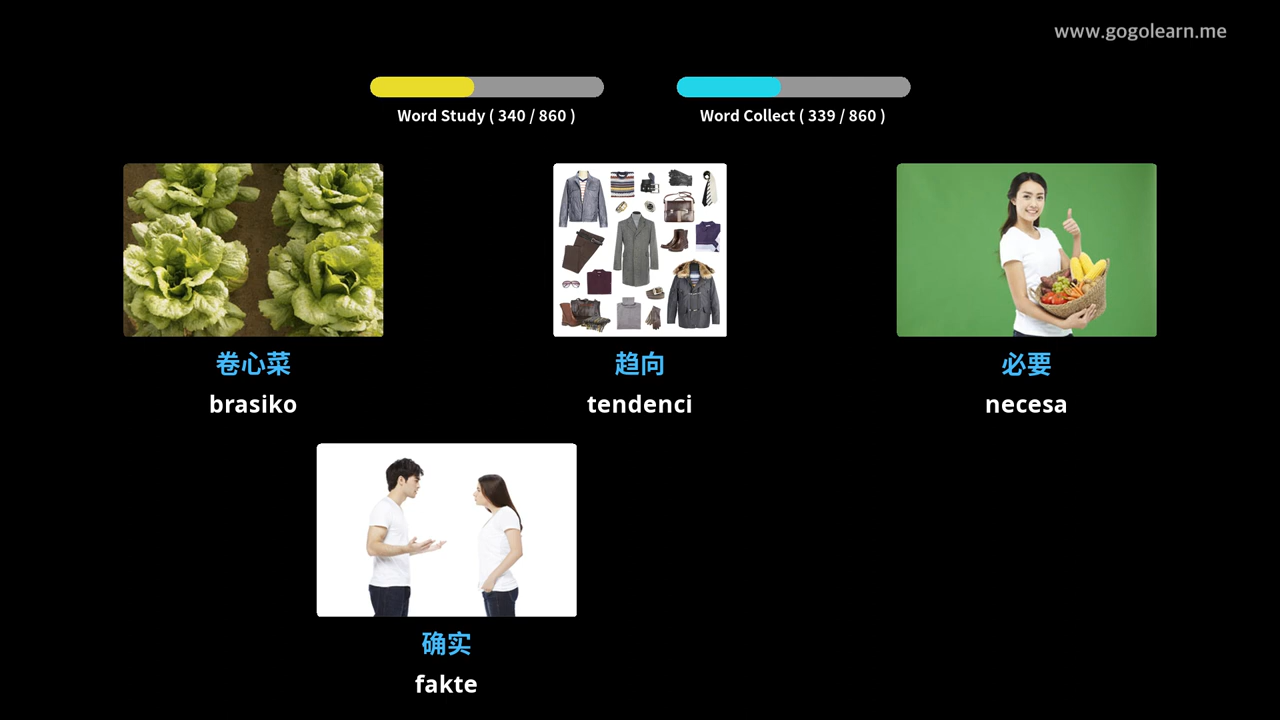 www.gogolearn.me
Word Study ( 340 / 860 )
Word Collect ( 339 / 860 )
卷心菜
brasiko
趋向
tendenci
必要
necesa
确实
fakte